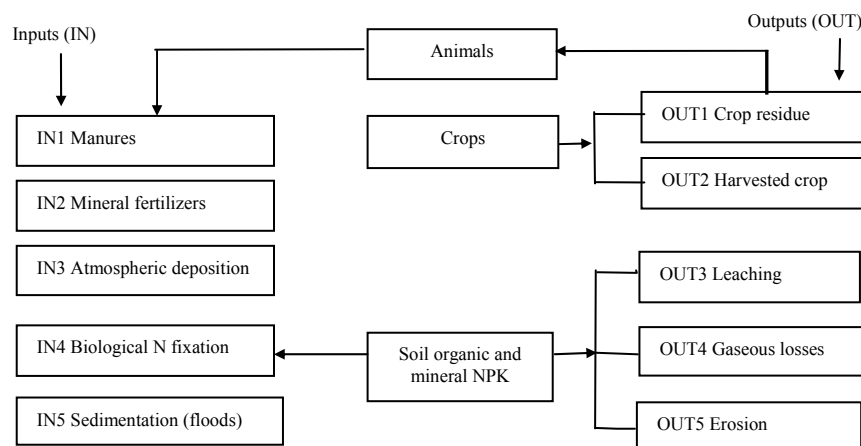 Inputs (IN)
Outputs (OUT)
Animals
IN1 Manures
Crops
OUT1 Crop residue
OUT2 Harvested crop
IN2 Mineral fertilizers
IN3 Atmospheric deposition
OUT3 Leaching
IN4 Biological N fixation
Soil organic and
mineral NPK
OUT4 Gaseous losses
IN5 Sedimentation (floods)
OUT5 Erosion